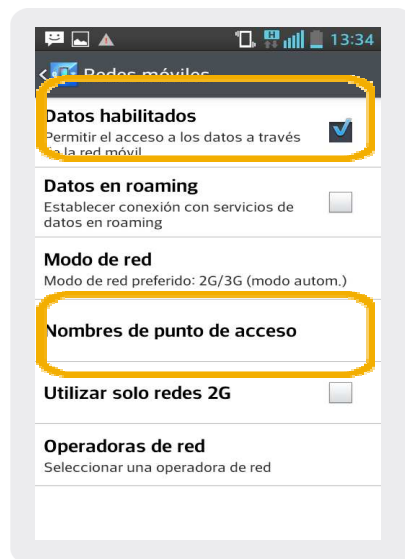 13:34
Redes móviles
Datos habilitados
Permitir el acceso a los datos a través
de la red móvil
Datos en roaming
Establecer conexión con servicios de
datos en roaming
Modo de red
Modo de red preferido: 2G/3G (modo autom.)
Nombres de punto de acceso
Utilizar solo redes 2G
Operadoras de red
Seleccionar una operadora de red